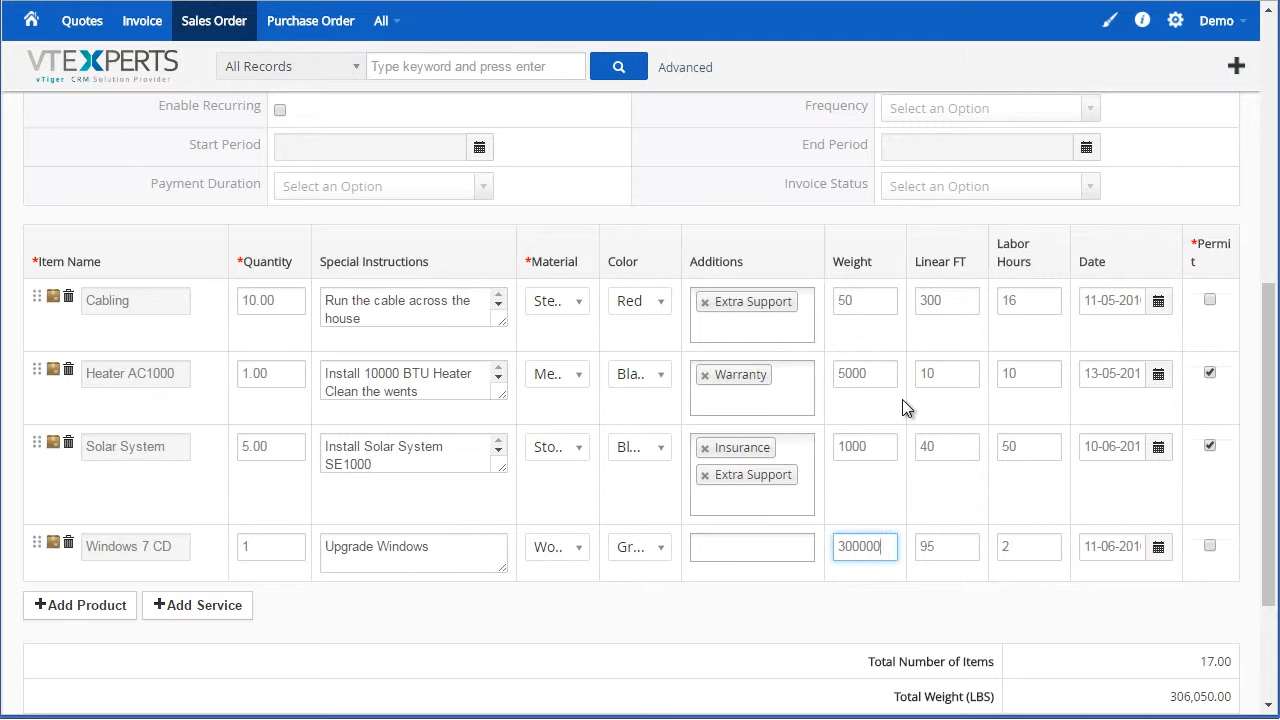 Quotes Invoice Sales Order Purchase Order All Demo
VTEXPERTS
vTiger CRM Solution Provider
All Records Type keyword and press enter Advanced
Enable Recurring Frequency Select an Option
Start Period End Period
Payment Duration Select an Option Invoice Status Select an Option
*Item Name *Quantity Special Instructions *Material Color Additions Weight Linear FT Labor Hours Date *Permit
Cabling 10.00 Run the cable across the house Ste.. Red × Extra Support 50 300 16 11-05-201
Heater AC1000 1.00 Install 10000 BTU Heater Clean the wents Me... Bla.. × Warranty 5000 10 10 13-05-201
Solar System 5.00 Install Solar System SE1000 Sto.. Bl... × Insurance × Extra Support 1000 40 50 10-06-201
Windows 7 CD 1 Upgrade Windows Wo.. Gr... 300000 95 2 11-06-201
+Add Product +Add Service
Total Number of Items 17.00
Total Weight (LBS) 306,050.00